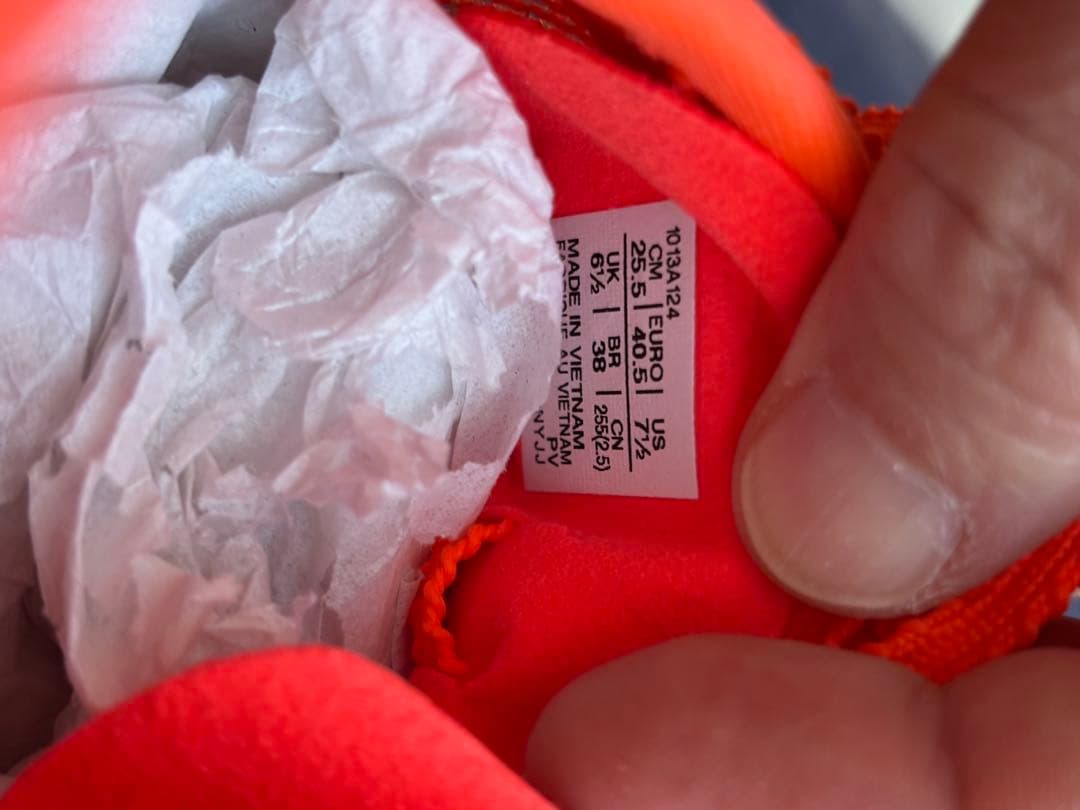 1013A124
CM | EURO | US
25.5 | 40.5 | 7½
UK | BR | CN
6½ | 38 | 255(2.5)
MADE IN VIETNAM
AU VIETNAM
PV
NYJJ